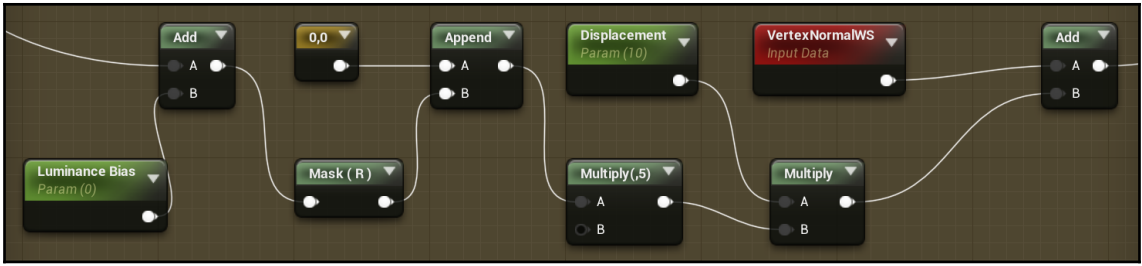 Add
A
B
Luminance Bias
Param (0)
0,0
Mask ( R )
Append
A
B
Displacement
Param (10)
Multiply(,5)
A
B
VertexNormalWS
Input Data
Multiply
A
B
Add
A
B